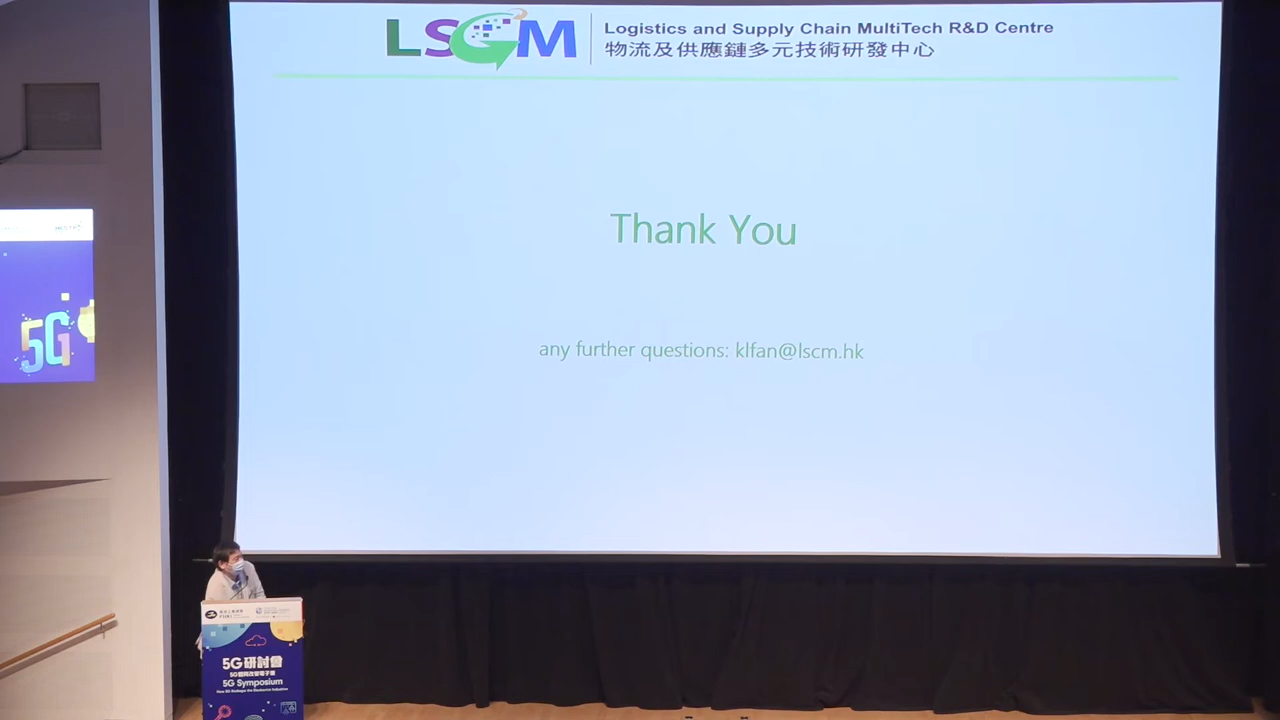 LSCM
Logistics and Supply Chain MultiTech R&D Centre
物流及供應鏈多元技術研發中心
Thank You
any further questions: klfan@lscm.hk
5G
5G研討會
5G Symposium